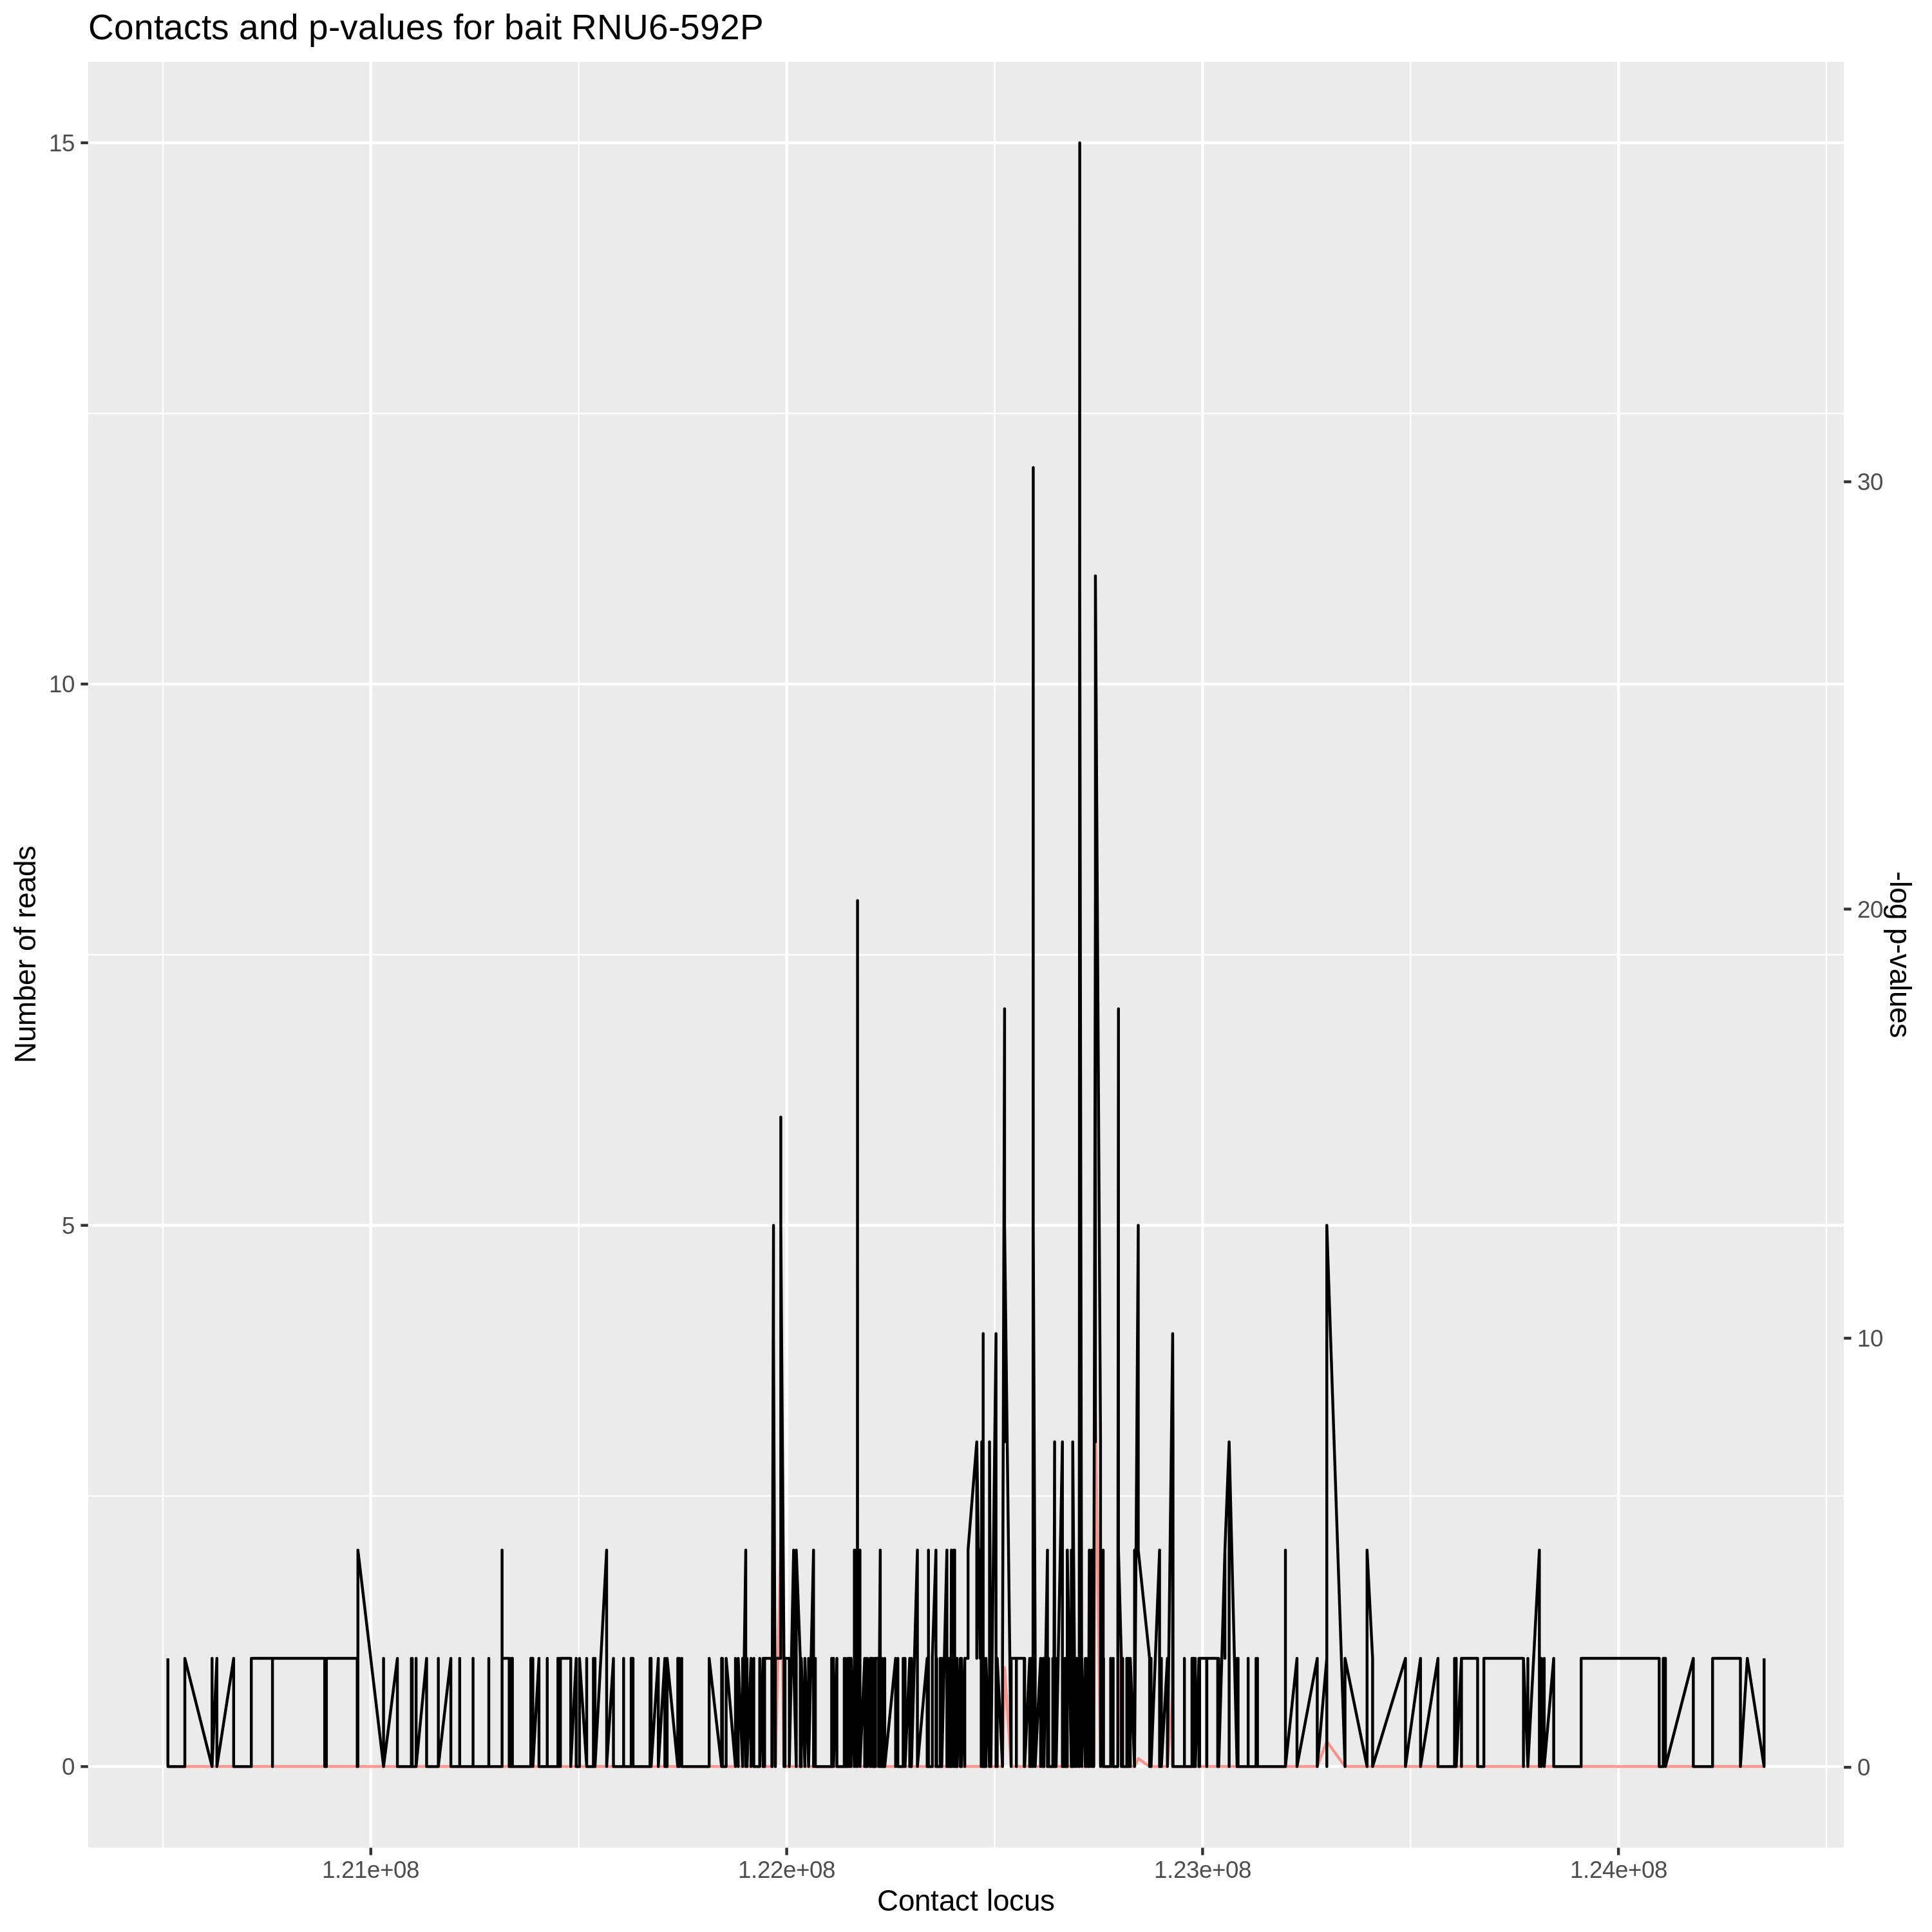 Contacts and p-values for bait RNU6-592P
15
10
5
0
Number of reads
30
20
10
0
-log p-values
1.21e+08
1.22e+08
1.23e+08
1.24e+08
Contact locus